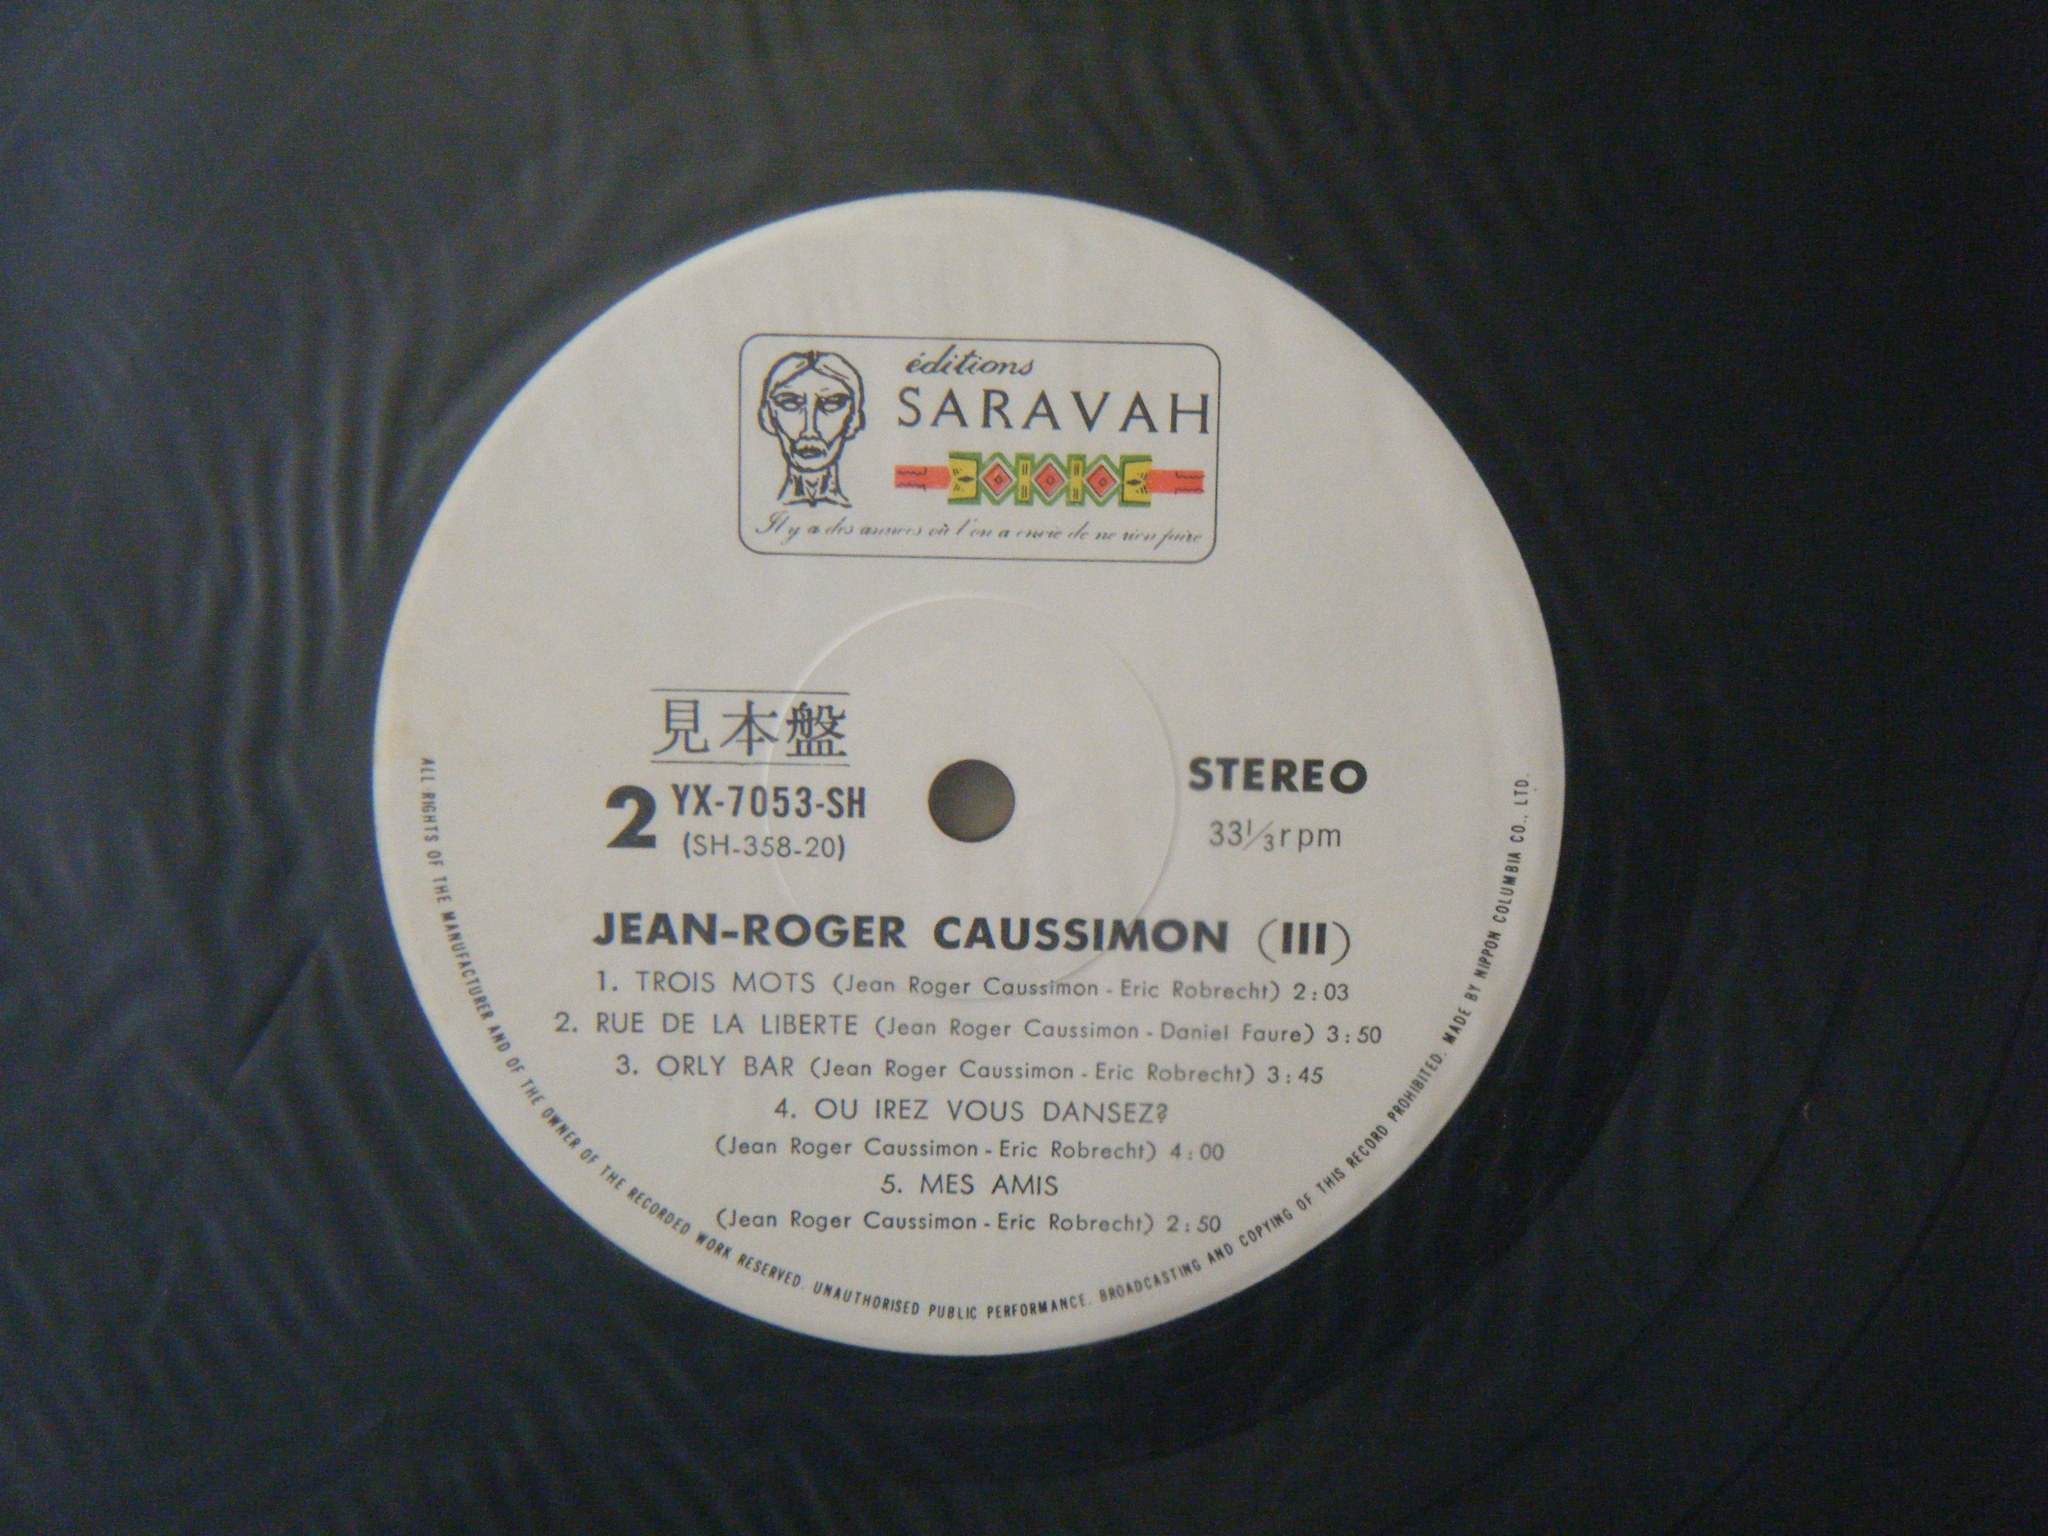 éditions
SARAVAH
Il y a des années où l'on a envie de ne rien faire
見本盤
2 YX-7053-SH
(SH-358-20)
STEREO
33 1/3 rpm
JEAN-ROGER CAUSSIMON (III)
1. TROIS MOTS (Jean Roger Caussimon - Eric Robrecht) 2:03
2. RUE DE LA LIBERTE (Jean Roger Caussimon - Daniel Faure) 3:50
3. ORLY BAR (Jean Roger Caussimon - Eric Robrecht) 3:45
4. OU IREZ VOUS DANSEZ?
(Jean Roger Caussimon - Eric Robrecht) 4:00
5. MES AMIS
(Jean Roger Caussimon - Eric Robrecht) 2:50
ALL RIGHTS OF THE MANUFACTURER AND OF THE OWNER OF THE RECORDED WORK RESERVED. UNAUTHORISED PUBLIC PERFORMANCE. BROADCASTING AND COPYING OF THIS RECORD PROHIBITED. MADE BY NIPPON COLUMBIA CO., LTD.